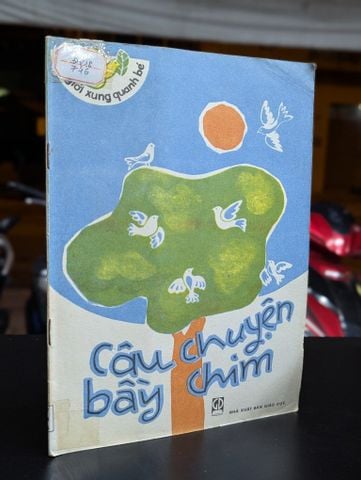 giới xung quanh bé
Câu chuyện
bầy chim
NHÀ XUẤT BẢN GIÁO DỤC